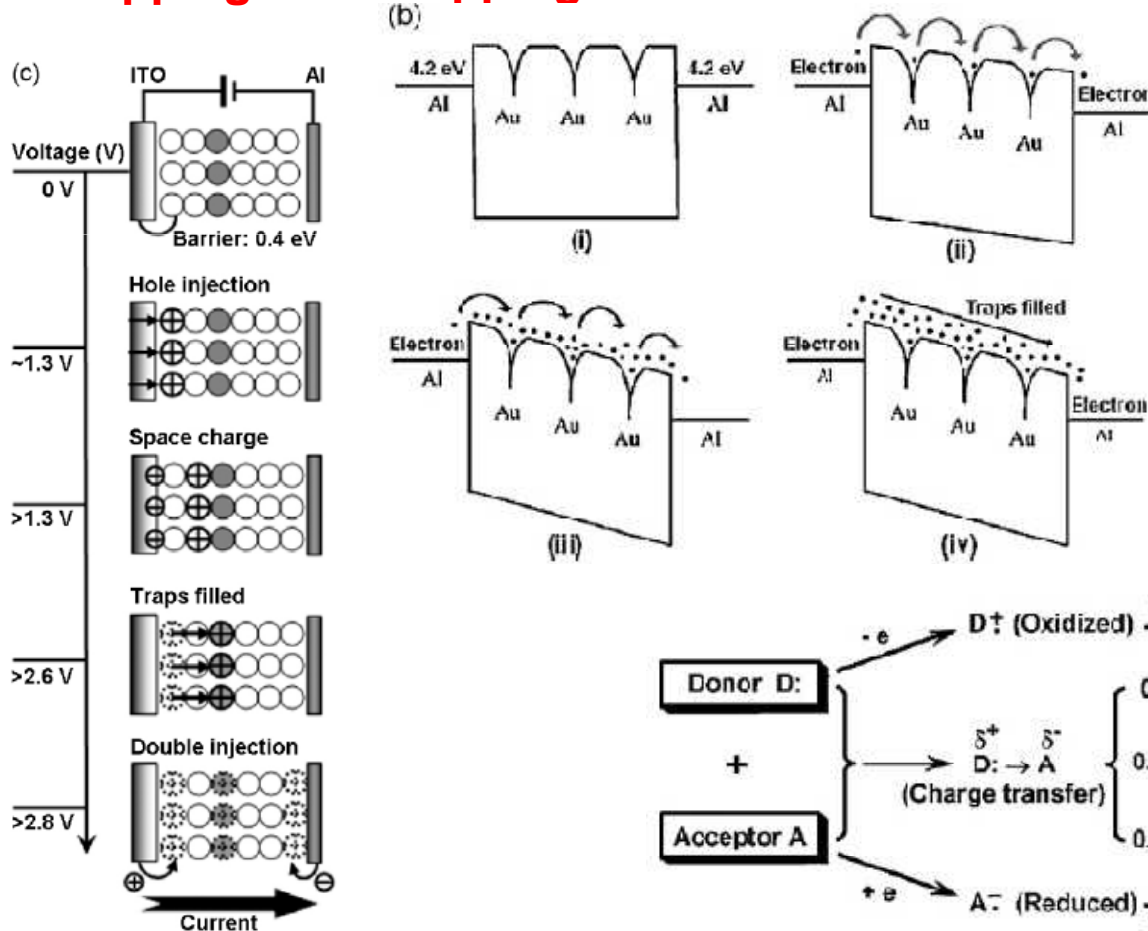 (c)
ITO
Al
Voltage (V)
0 V
Barrier: 0.4 eV
Hole injection
~1.3 V
Space charge
>1.3 V
Traps filled
>2.6 V
Double injection
>2.8 V
Current
(b)
4.2 eV
Al
4.2 eV
Al
Au
Au
Au
(i)
Electron
Al
Electron
Al
Au
Au
Au
(ii)
Electron
Al
Au
Au
Au
Al
(iii)
Traps filled
Electron
Al
Au
Au
Au
Electron
Al
(iv)
Donor D:
+
Acceptor A
- e
D⁺ (Oxidized)
δ⁺ δ⁻
D: → A
(Charge transfer)
+ e
A⁻ (Reduced)